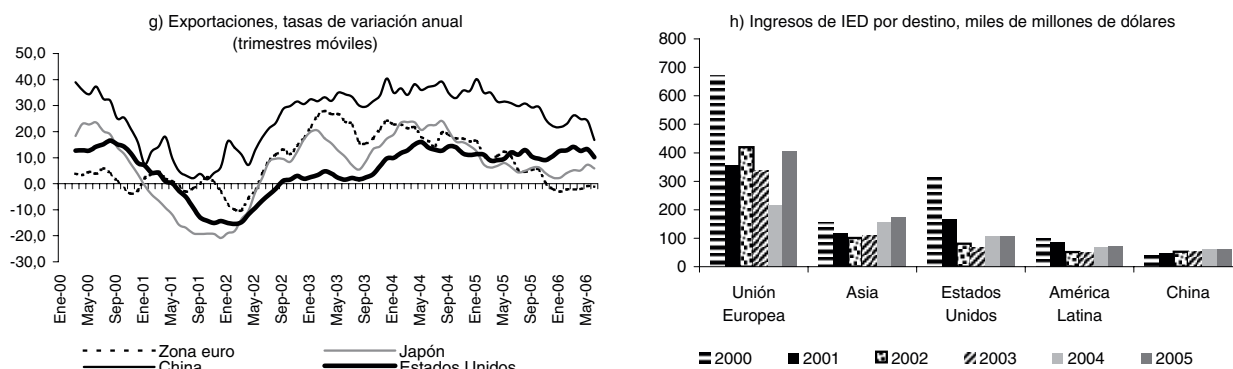 g) Exportaciones, tasas de variación anual
(trimestres móviles)
50,0
40,0
30,0
20,0
10,0
0,0
-10,0
-20,0
-30,0
Ene-00
May-00
Sep-00
Ene-01
May-01
Sep-01
Ene-02
May-02
Sep-02
Ene-03
May-03
Sep-03
Ene-04
May-04
Sep-04
Ene-05
May-05
Sep-05
Ene-06
May-06
Zona euro
Japón
China
Estados Unidos
h) Ingresos de IED por destino, miles de millones de dólares
800
700
600
500
400
300
200
100
0
Unión
Europea
Asia
Estados
Unidos
América
Latina
China
2000
2001
2002
2003
2004
2005